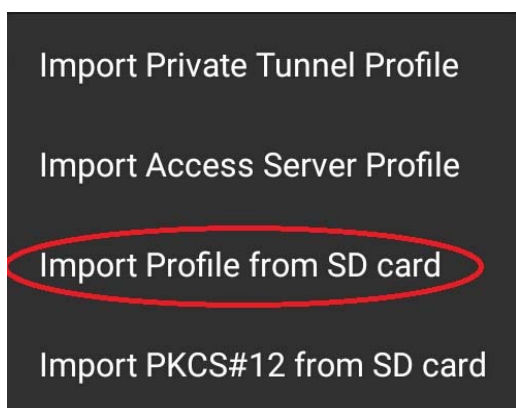 Import Private Tunnel Profile
Import Access Server Profile
Import Profile from SD card
Import PKCS#12 from SD card